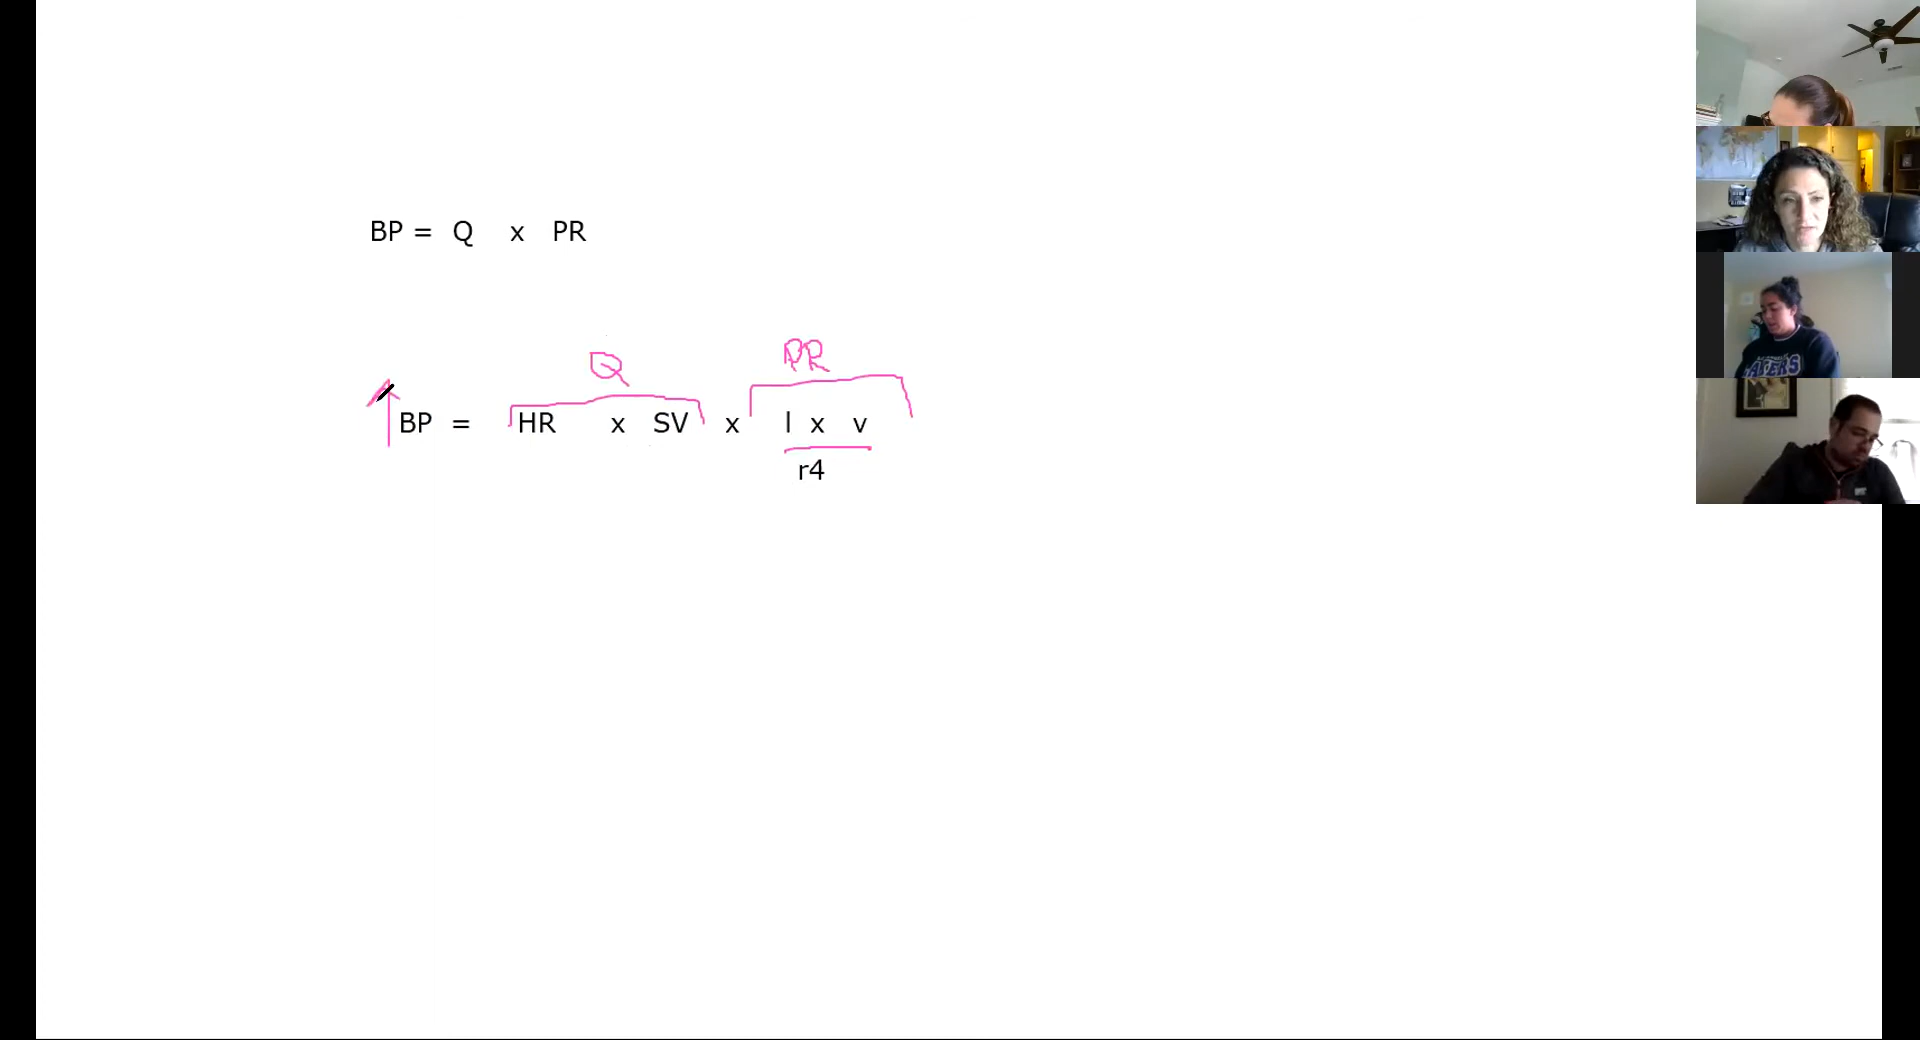 BP = Q x PR
Q PR
BP = HR x SV x l x v
r4